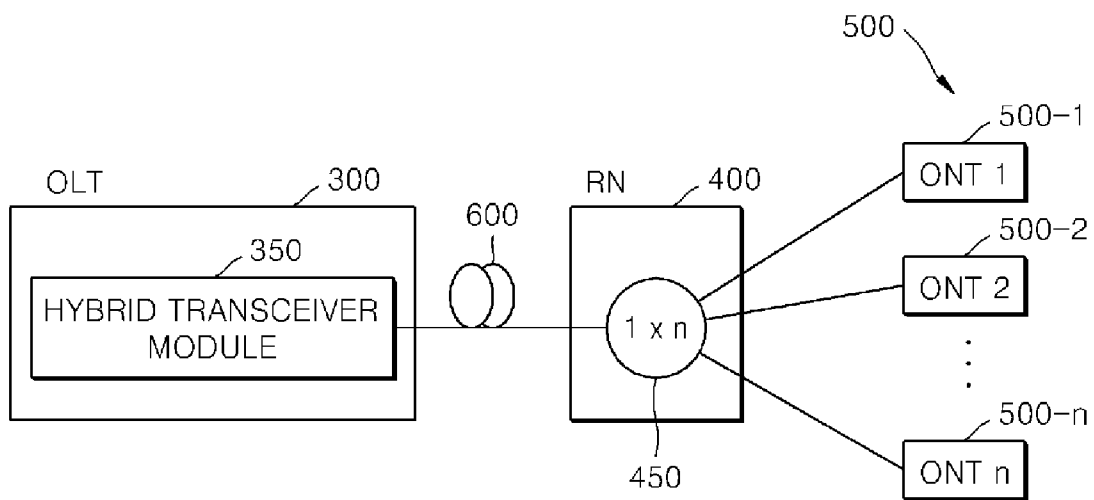 500
500-1
ONT 1
OLT
300
RN
400
600
500-2
ONT 2
350
HYBRID TRANSCEIVER
MODULE
1 x n
450
500-n
ONT n